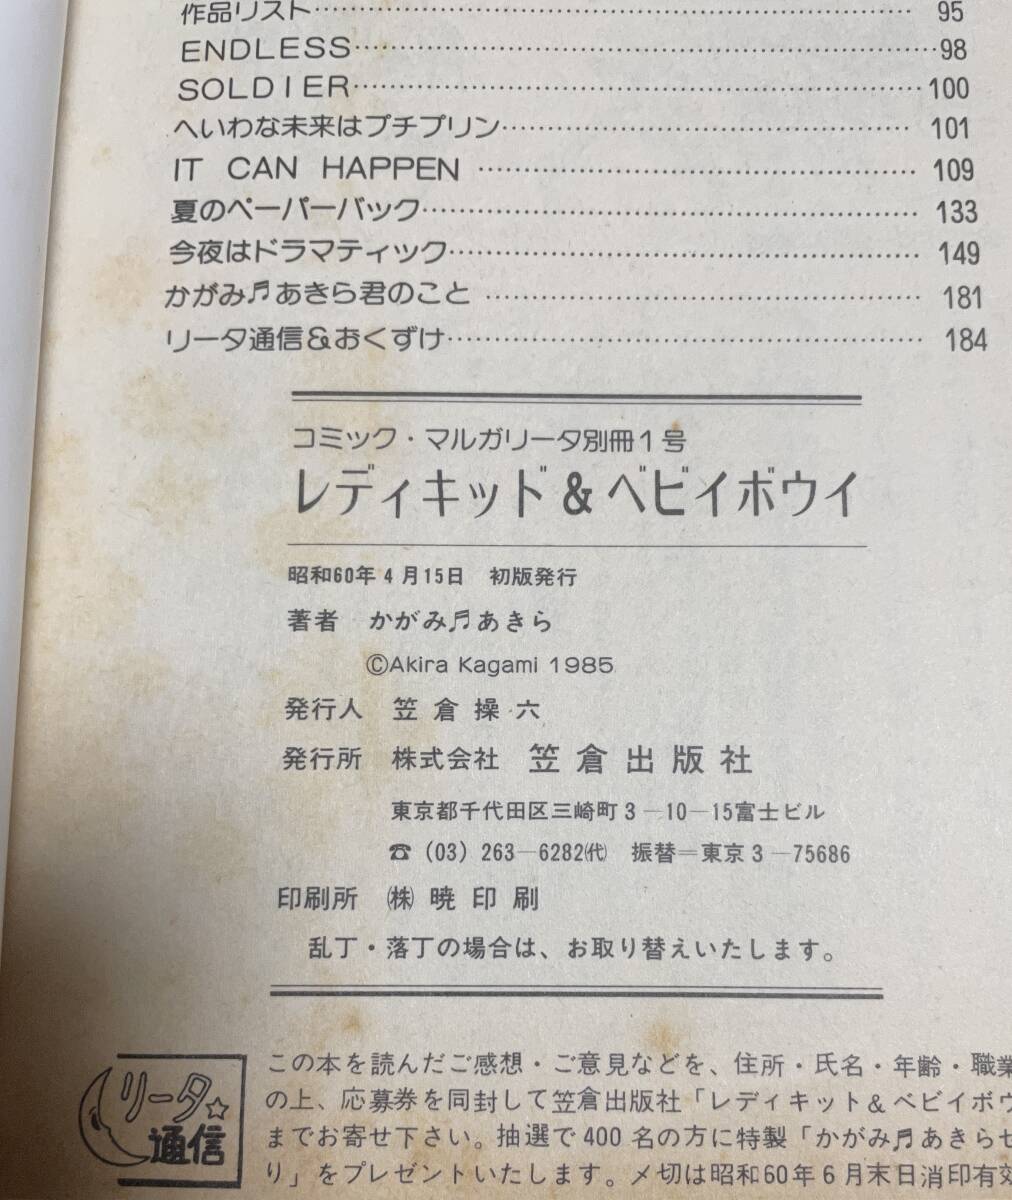 作品リスト……………………………………………95
ENDLESS……………………………………………98
SOLDIER……………………………………………100
へいわな未来はプチプリン……………………………101
IT CAN HAPPEN……………………………………109
夏のペーパーバック……………………………………133
今夜はドラマティック…………………………………149
かがみ♬あきら君のこと………………………………181
リータ通信&おくずけ…………………………………184
コミック・マルガリータ別冊1号
レディキッド&ベビイボウイ
昭和60年4月15日 初版発行
著者 かがみ♬あきら
©Akira Kagami 1985
発行人 笠倉操六
発行所 株式会社 笠倉出版社
東京都千代田区三崎町3-10-15富士ビル
☎(03)263-6282㈹ 振替=東京3-75686
印刷所 ㈱暁印刷
乱丁・落丁の場合は、お取り替えいたします。
リータ☆通信
この本を読んだご感想・ご意見などを、住所・氏名・年齢・職業
の上、応募券を同封して笠倉出版社「レディキット&ベビイボウ
までお寄せ下さい。抽選で400名の方に特製「かがみ♬あきらセ
り」をプレゼントいたします。〆切は昭和60年6月末日消印有効